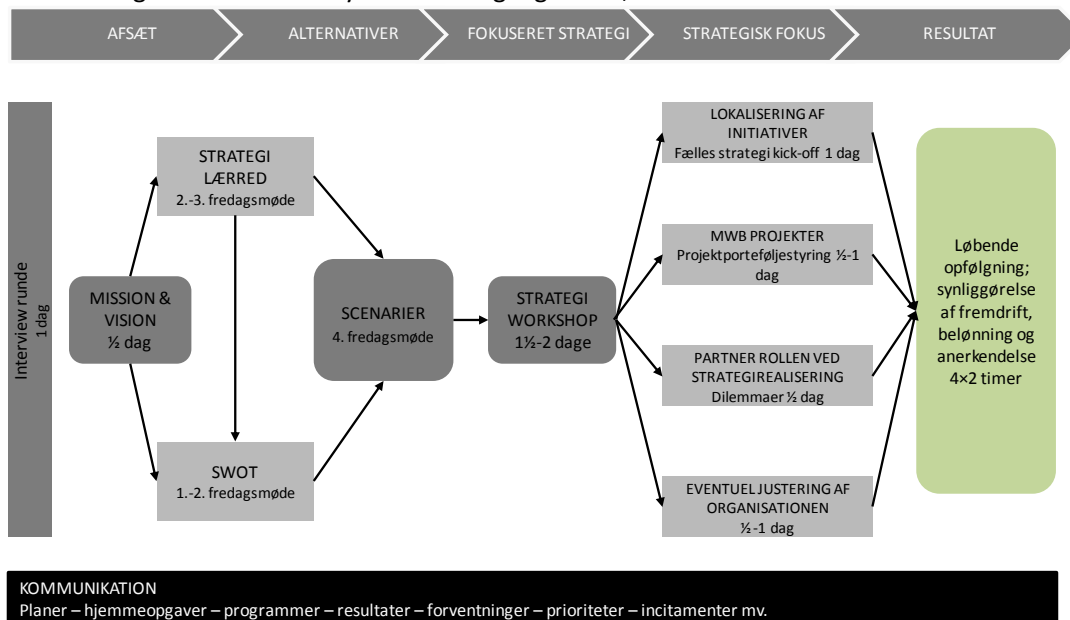 AFSÆT
ALTERNATIVER
FOKUSERET STRATEGI
STRATEGISK FOKUS
RESULTAT
Interview runde
1 dag
MISSION &
VISION
½ dag
STRATEGI
LÆRRED
2.-3. fredagsmøde
SWOT
1.-2. fredagsmøde
SCENARIER
4. fredagsmøde
STRATEGI
WORKSHOP
1½-2 dage
LOKALISERING AF
INITIATIVER
Fælles strategi kick-off 1 dag
MWB PROJEKTER
Projektporteføljestyring ½-1
dag
PARTNER ROLLEN VED
STRATEGIREALISERING
Dilemmaer ½ dag
EVENTUEL JUSTERING AF
ORGANISATIONEN
½-1 dag
Løbende
opfølgning;
synliggørelse
af fremdrift,
belønning og
anerkendelse
4×2 timer
KOMMUNIKATION
Planer – hjemmeopgaver – programmer – resultater – forventninger – prioriteter – incitamenter mv.